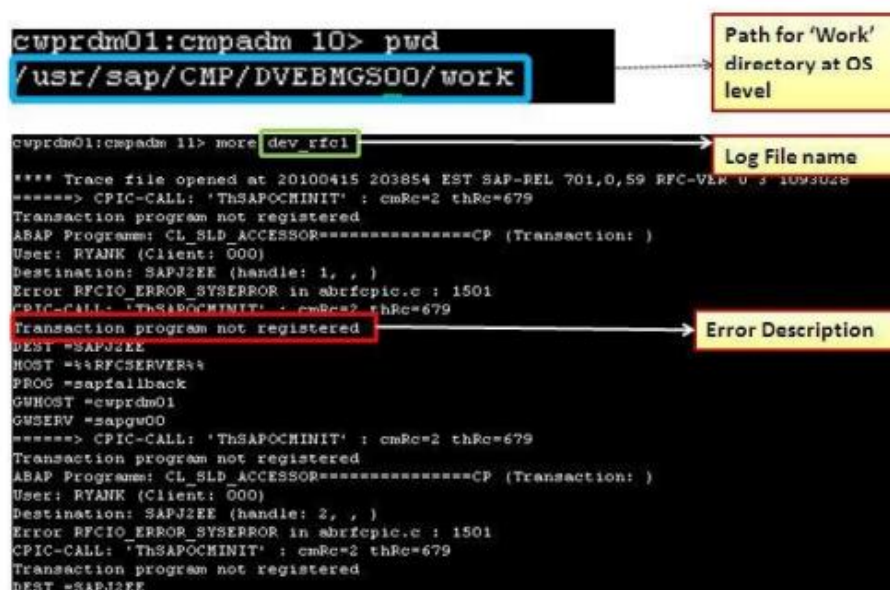 cwprdm01:cmpadm 10> pwd
/usr/sap/CMP/DVEBMGS00/work
Path for 'Work'
directory at OS
level
cwprdm01:cmpadm 11> more dev_rfc1
Log File name
**** Trace file opened at 20100415 203854 EST SAP-REL 701,0,59 RFC-VER U 3 1093028
======> CPIC-CALL: 'ThSAPOCMINIT' : cmRc=2 thRc=679
Transaction program not registered
ABAP Programm: CL_SLD_ACCESSOR===============CP (Transaction: )
User: RYANK (Client: 000)
Destination: SAPJ2EE (handle: 1, , )
Error RFCIO_ERROR_SYSERROR in abrfcpic.c : 1501
CPIC-CALL: 'ThSAPOCMINIT' : cmRc=2 thRc=679
Transaction program not registered
Error Description
DEST =SAPJ2EE
HOST =%%RFCSERVER%%
PROG =sapfallback
GWHOST =cwprdm01
GWSERV =sapgw00
======> CPIC-CALL: 'ThSAPOCMINIT' : cmRc=2 thRc=679
Transaction program not registered
ABAP Programm: CL_SLD_ACCESSOR===============CP (Transaction: )
User: RYANK (Client: 000)
Destination: SAPJ2EE (handle: 2, , )
Error RFCIO_ERROR_SYSERROR in abrfcpic.c : 1501
CPIC-CALL: 'ThSAPOCMINIT' : cmRc=2 thRc=679
Transaction program not registered
DEST =SAPJ2EE